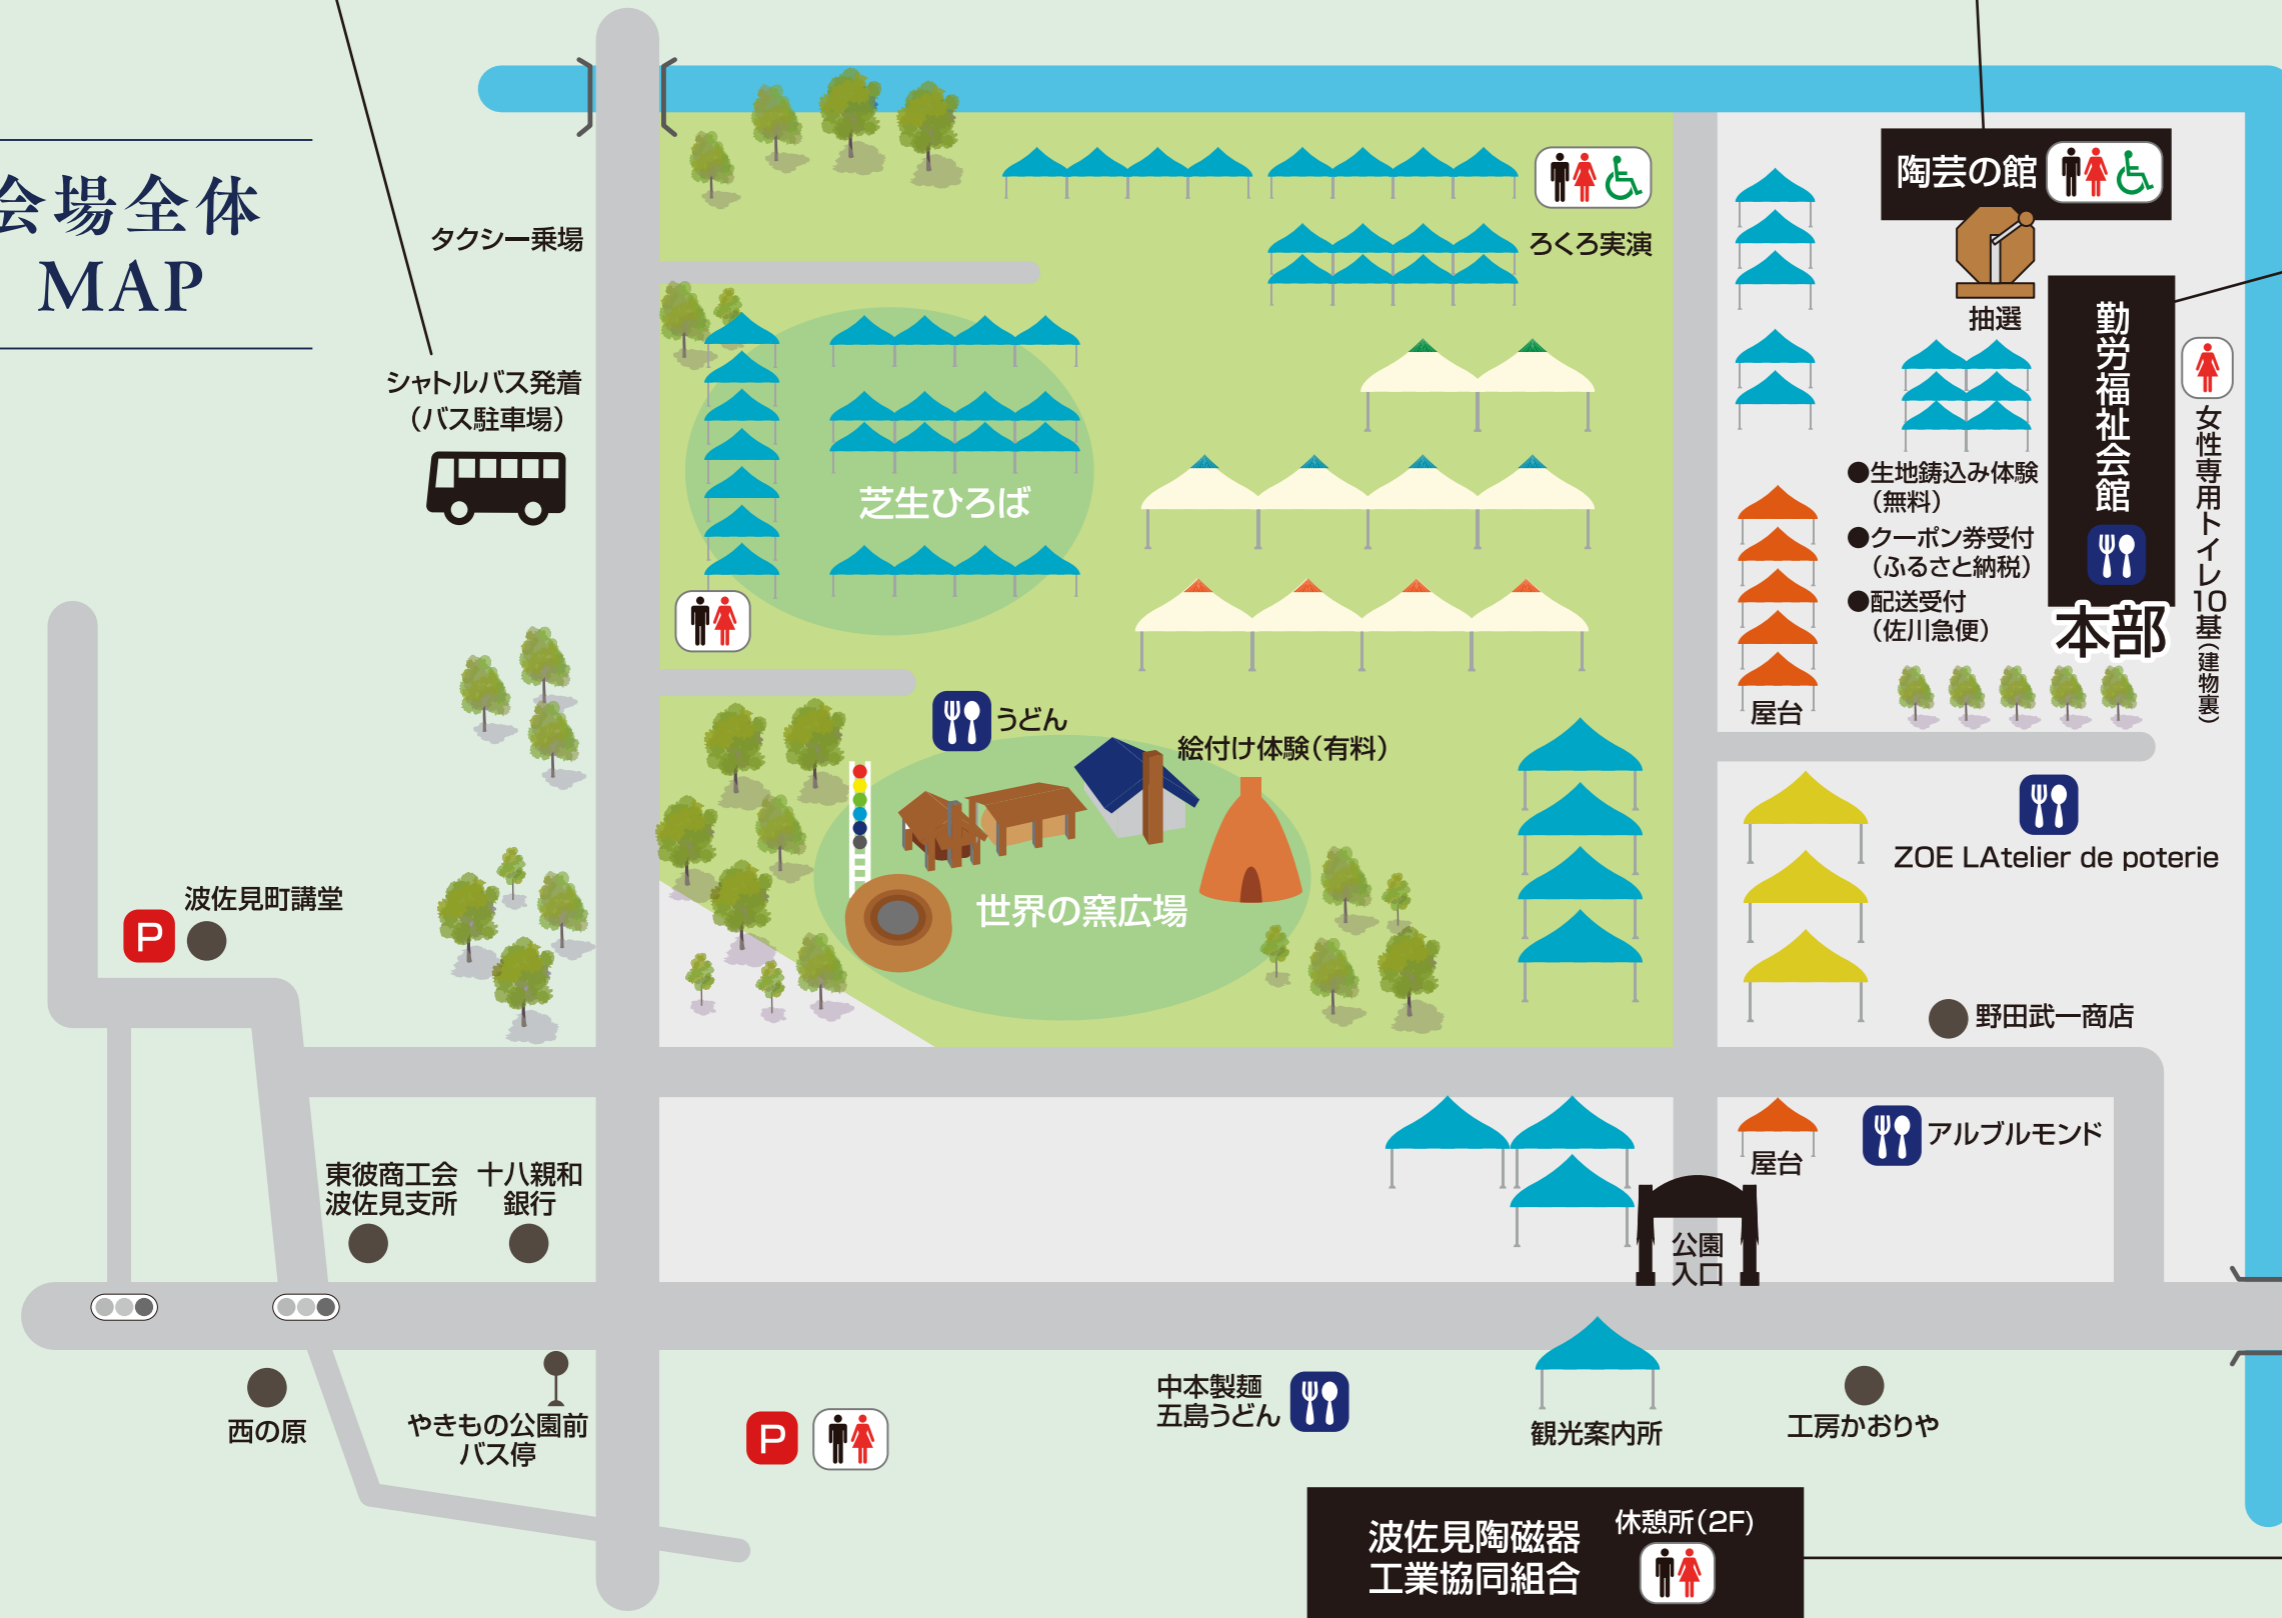 会場全体
MAP
タクシー乗場
シャトルバス発着
(バス駐車場)
ろくろ実演
陶芸の館
抽選
勤労福祉会館
本部
女性専用トイレ10基(建物裏)
●生地鋳込み体験
(無料)
●クーポン券受付
(ふるさと納税)
●配送受付
(佐川急便)
屋台
芝生ひろば
うどん
絵付け体験(有料)
世界の窯広場
ZOE LAtelier de poterie
野田武一商店
波佐見町講堂
P
東彼商工会
波佐見支所
十八親和
銀行
屋台
アルブルモンド
公園
入口
西の原
やきもの公園前
バス停
P
中本製麺
五島うどん
観光案内所
工房かおりや
波佐見陶磁器
工業協同組合
休憩所(2F)